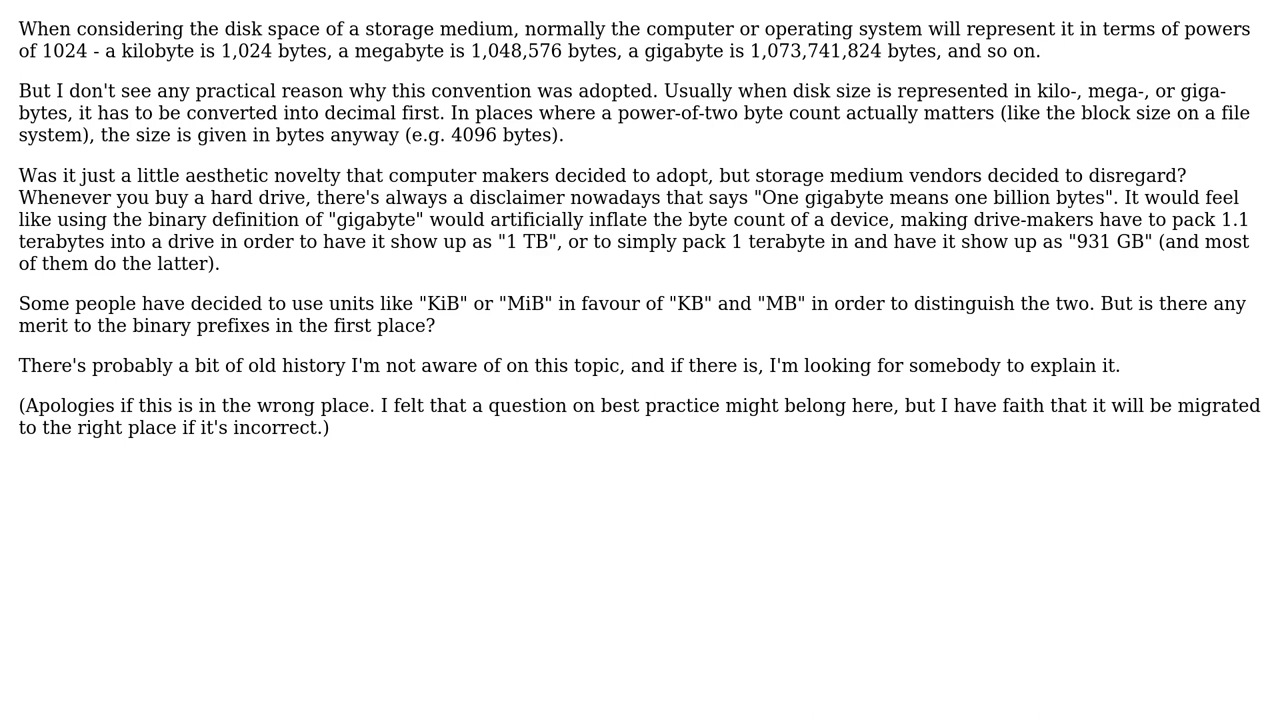 When considering the disk space of a storage medium, normally the computer or operating system will represent it in terms of powers
of 1024 - a kilobyte is 1,024 bytes, a megabyte is 1,048,576 bytes, a gigabyte is 1,073,741,824 bytes, and so on.
But I don't see any practical reason why this convention was adopted. Usually when disk size is represented in kilo-, mega-, or giga-
bytes, it has to be converted into decimal first. In places where a power-of-two byte count actually matters (like the block size on a file
system), the size is given in bytes anyway (e.g. 4096 bytes).
Was it just a little aesthetic novelty that computer makers decided to adopt, but storage medium vendors decided to disregard?
Whenever you buy a hard drive, there's always a disclaimer nowadays that says "One gigabyte means one billion bytes". It would feel
like using the binary definition of "gigabyte" would artificially inflate the byte count of a device, making drive-makers have to pack 1.1
terabytes into a drive in order to have it show up as "1 TB", or to simply pack 1 terabyte in and have it show up as "931 GB" (and most
of them do the latter).
Some people have decided to use units like "KiB" or "MiB" in favour of "KB" and "MB" in order to distinguish the two. But is there any
merit to the binary prefixes in the first place?
There's probably a bit of old history I'm not aware of on this topic, and if there is, I'm looking for somebody to explain it.
(Apologies if this is in the wrong place. I felt that a question on best practice might belong here, but I have faith that it will be migrated
to the right place if it's incorrect.)